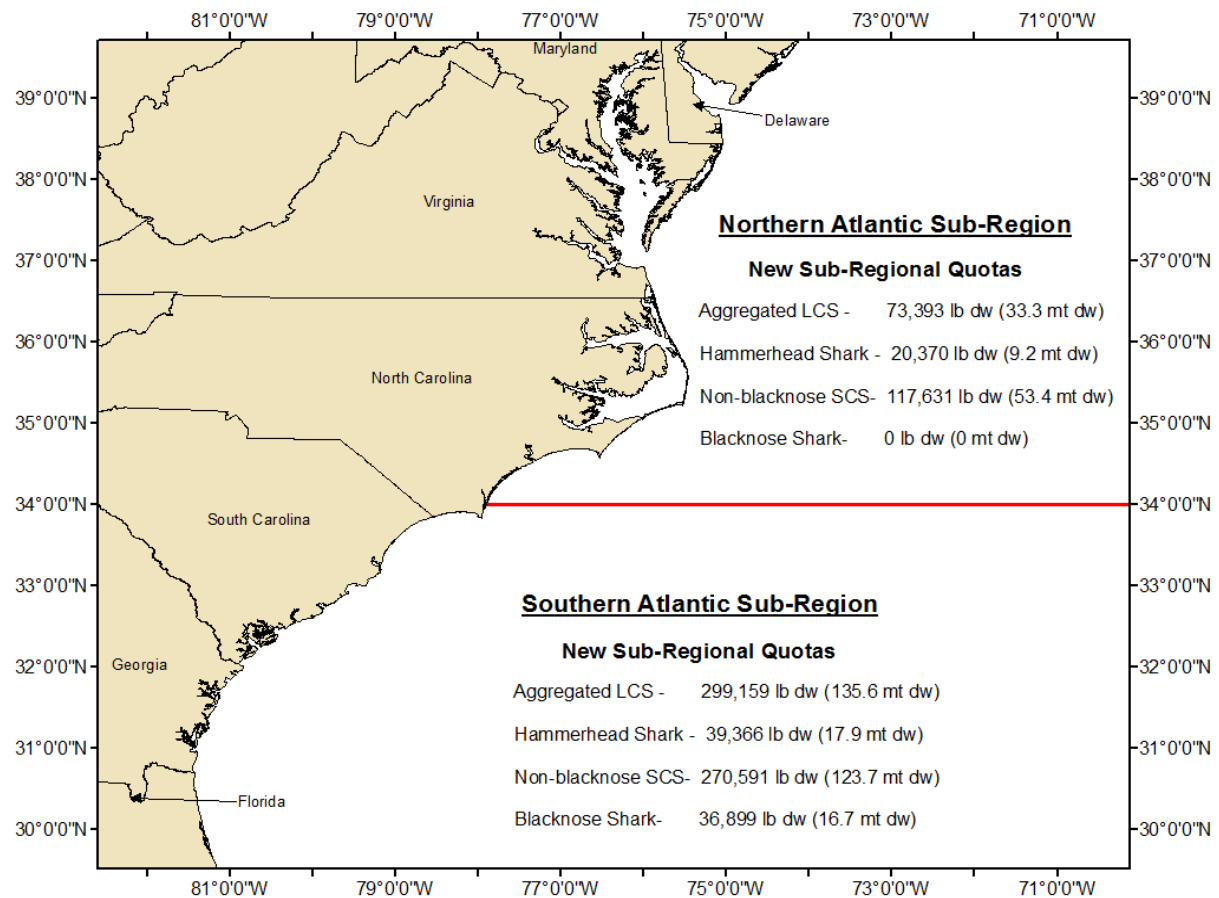 81°0'0"W 79°0'0"W 77°0'0"W 75°0'0"W 73°0'0"W 71°0'0"W
Maryland
39°0'0"N 39°0'0"N
Delaware
38°0'0"N 38°0'0"N
Virginia
Northern Atlantic Sub-Region
37°0'0"N 37°0'0"N
New Sub-Regional Quotas
Aggregated LCS - 73,393 lb dw (33.3 mt dw)
36°0'0"N 36°0'0"N
Hammerhead Shark - 20,370 lb dw (9.2 mt dw)
North Carolina
Non-blacknose SCS- 117,631 lb dw (53.4 mt dw)
35°0'0"N 35°0'0"N
Blacknose Shark- 0 lb dw (0 mt dw)
34°0'0"N 34°0'0"N
South Carolina
33°0'0"N 33°0'0"N
Southern Atlantic Sub-Region
New Sub-Regional Quotas
32°0'0"N 32°0'0"N
Georgia
Aggregated LCS - 299,159 lb dw (135.6 mt dw)
Hammerhead Shark - 39,366 lb dw (17.9 mt dw)
31°0'0"N 31°0'0"N
Non-blacknose SCS- 270,591 lb dw (123.7 mt dw)
Florida
Blacknose Shark- 36,899 lb dw (16.7 mt dw)
30°0'0"N 30°0'0"N
81°0'0"W 79°0'0"W 77°0'0"W 75°0'0"W 73°0'0"W 71°0'0"W